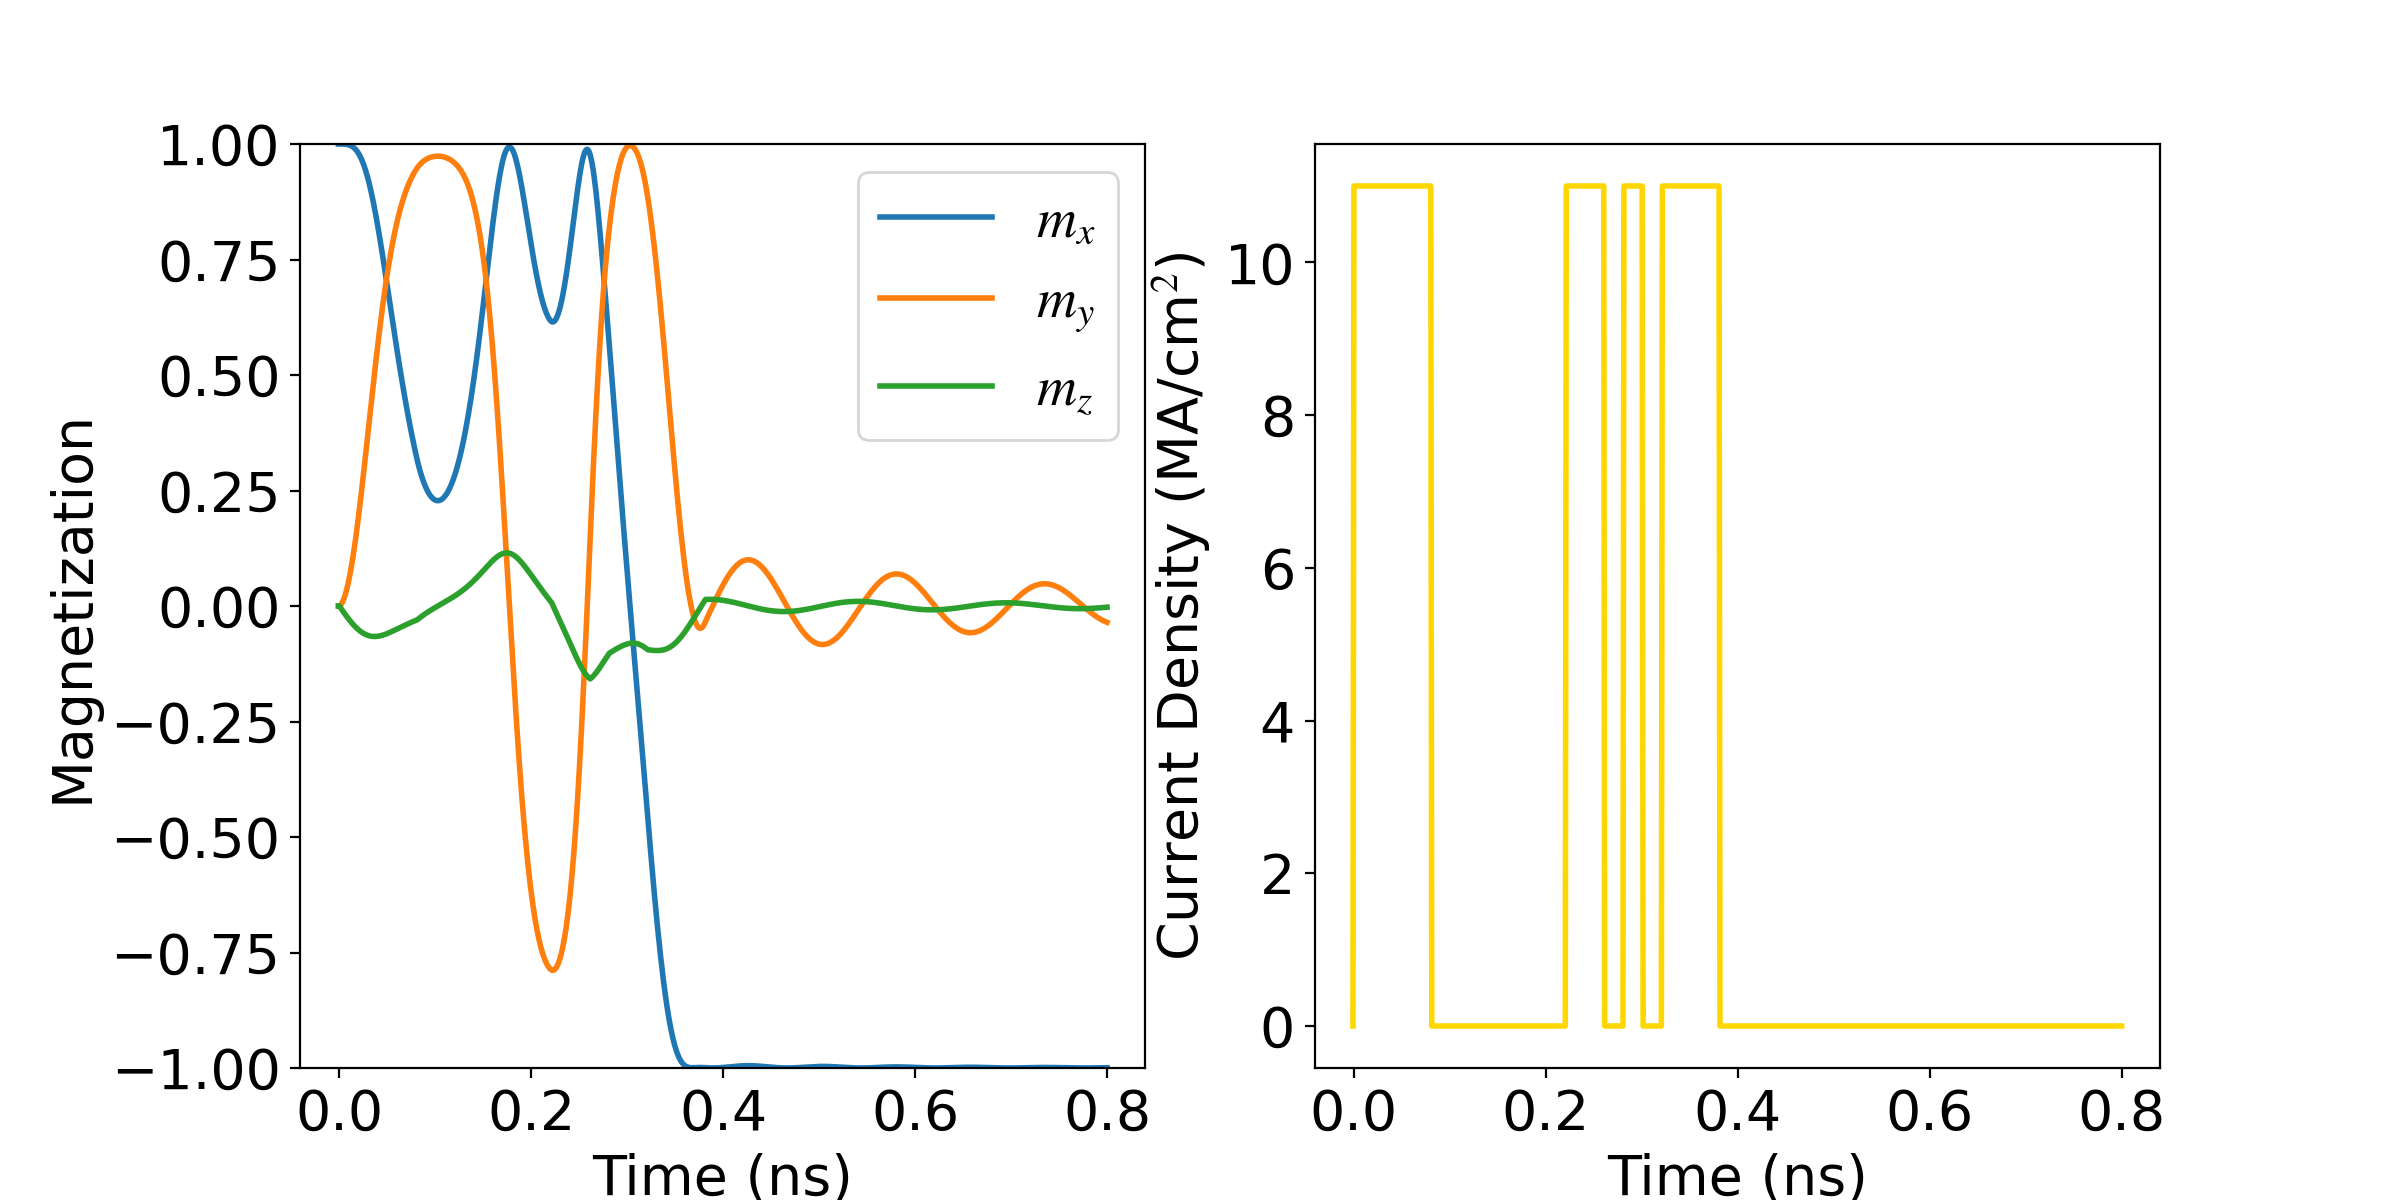 Magnetization
1.00
0.75
0.50
0.25
0.00
−0.25
−0.50
−0.75
−1.00
0.0 0.2 0.4 0.6 0.8
Time (ns)
m_x
m_y
m_z
Current Density (MA/cm²)
10
8
6
4
2
0
0.0 0.2 0.4 0.6 0.8
Time (ns)